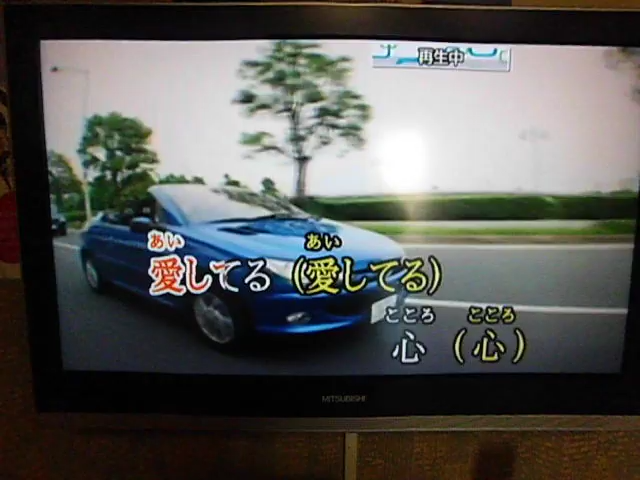 再生中
あい あい
愛してる (愛してる)
こころ こころ
心 (心)
MITSUBISHI